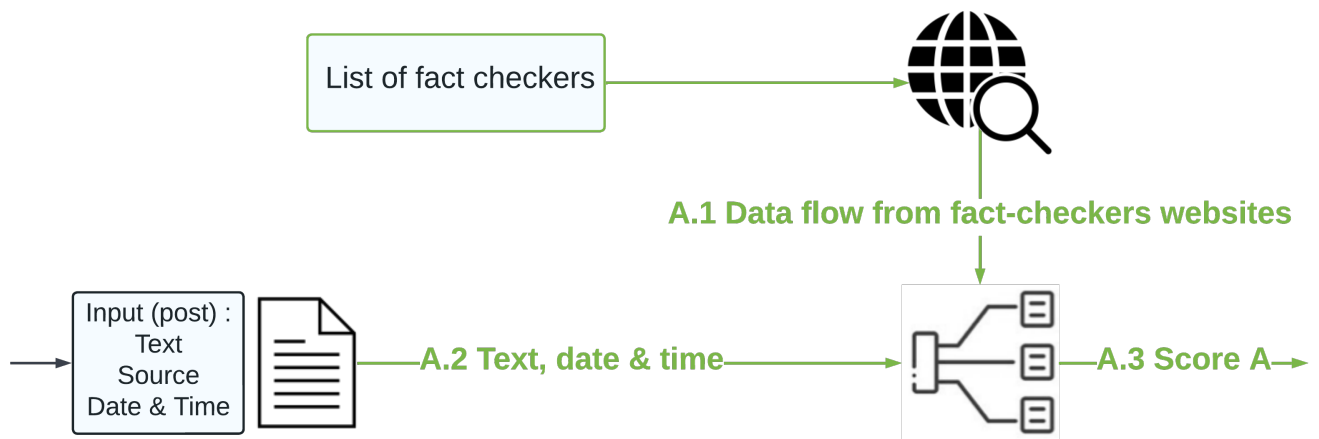 List of fact checkers
A.1 Data flow from fact-checkers websites
Input (post) :
Text
Source
Date & Time
A.2 Text, date & time
A.3 Score A